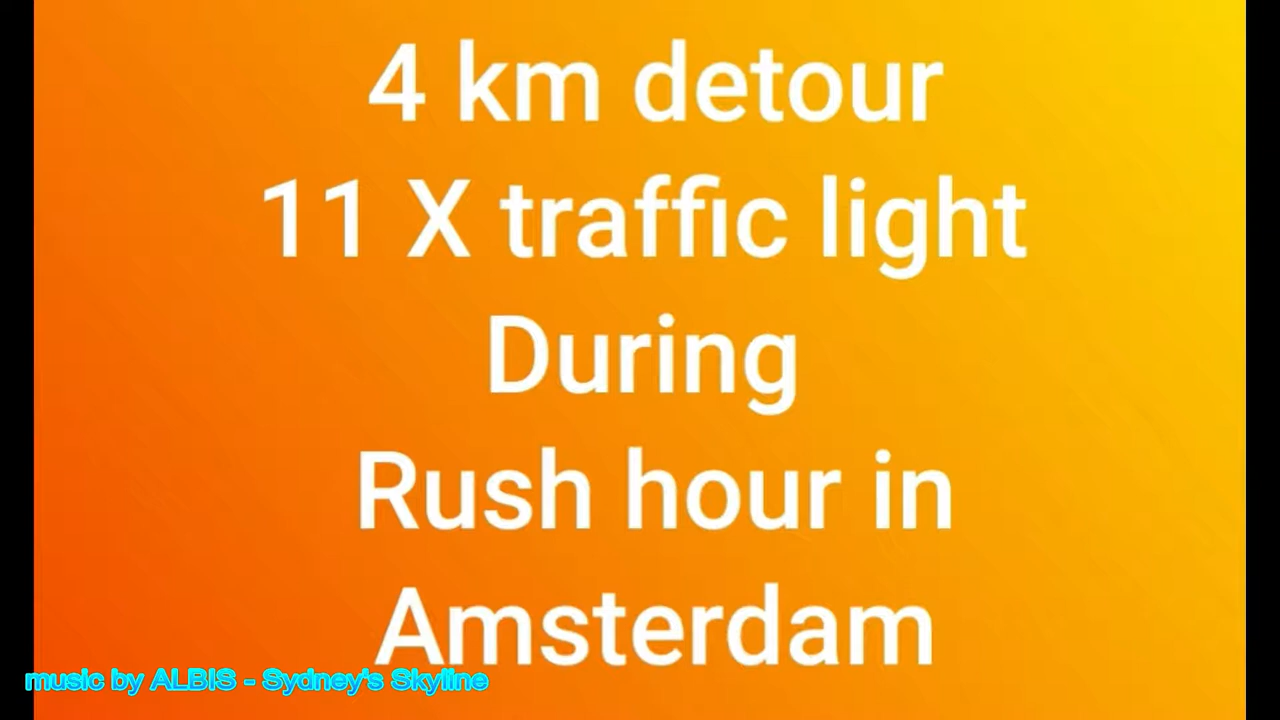 4 km detour
11 X traffic light
During
Rush hour in
Amsterdam
music by ALBIS - Sydney's Skyline